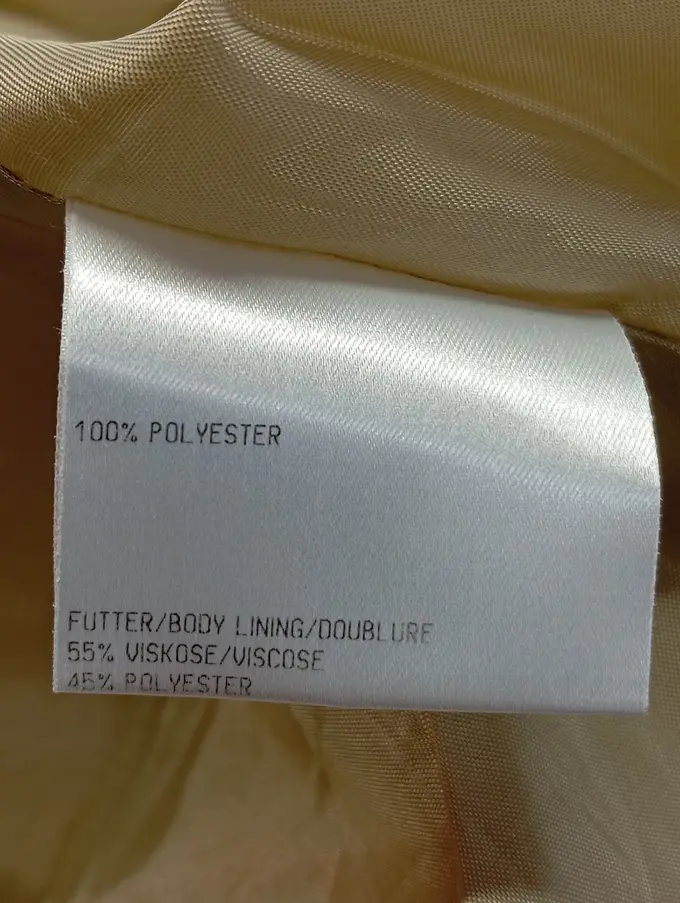 100% POLYESTER
FUTTER/BODY LINING/DOUBLURE
55% VISKOSE/VISCOSE
45% POLYESTER